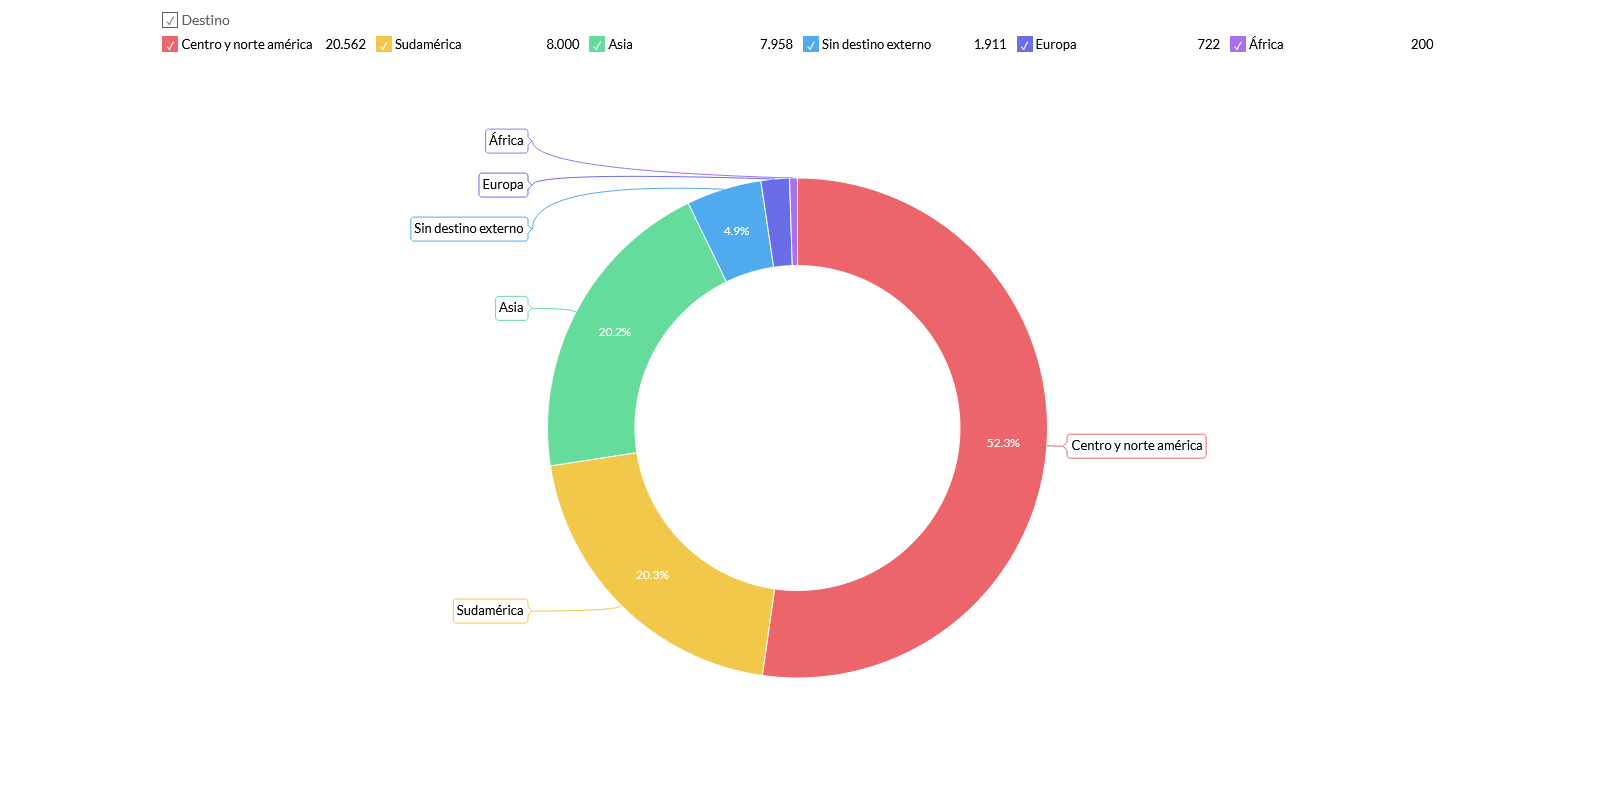 Destino
Centro y norte américa 20.562 Sudamérica 8.000 Asia 7.958 Sin destino externo 1.911 Europa 722 África 200
África
Europa
Sin destino externo
4.9%
Asia
20.2%
52.3%
Centro y norte américa
20.3%
Sudamérica